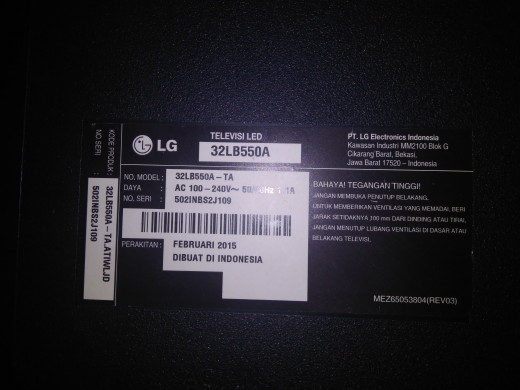 KODE PRODUK : 32LB550A-TA.ATIWLJD
NO.SERI : 502INBS2J109
LG
TELEVISI LED
32LB550A
NO. MODEL : 32LB550A-TA
DAYA : AC 100-240V~
NO. SERI : 502INBS2J109
PERAKITAN : FEBRUARI 2015
DIBUAT DI INDONESIA
PT. LG Electronics Indonesia
Kawasan Industri MM2100 Blok G
Cikarang Barat, Bekasi,
Jawa Barat 17520 - Indonesia
BAHAYA! TEGANGAN TINGGI!
JANGAN MEMBUKA PENUTUP BELAKANG.
UNTUK MEMBERIKAN VENTILASI YANG MEMADAI, BERI
JARAK SETIDAKNYA 100 mm DARI DINDING ATAU TIRAI.
JANGAN MENUTUP LUBANG VENTILASI DI DASAR ATAU
BELAKANG TELEVISI.
MEZ65053804(REV03)